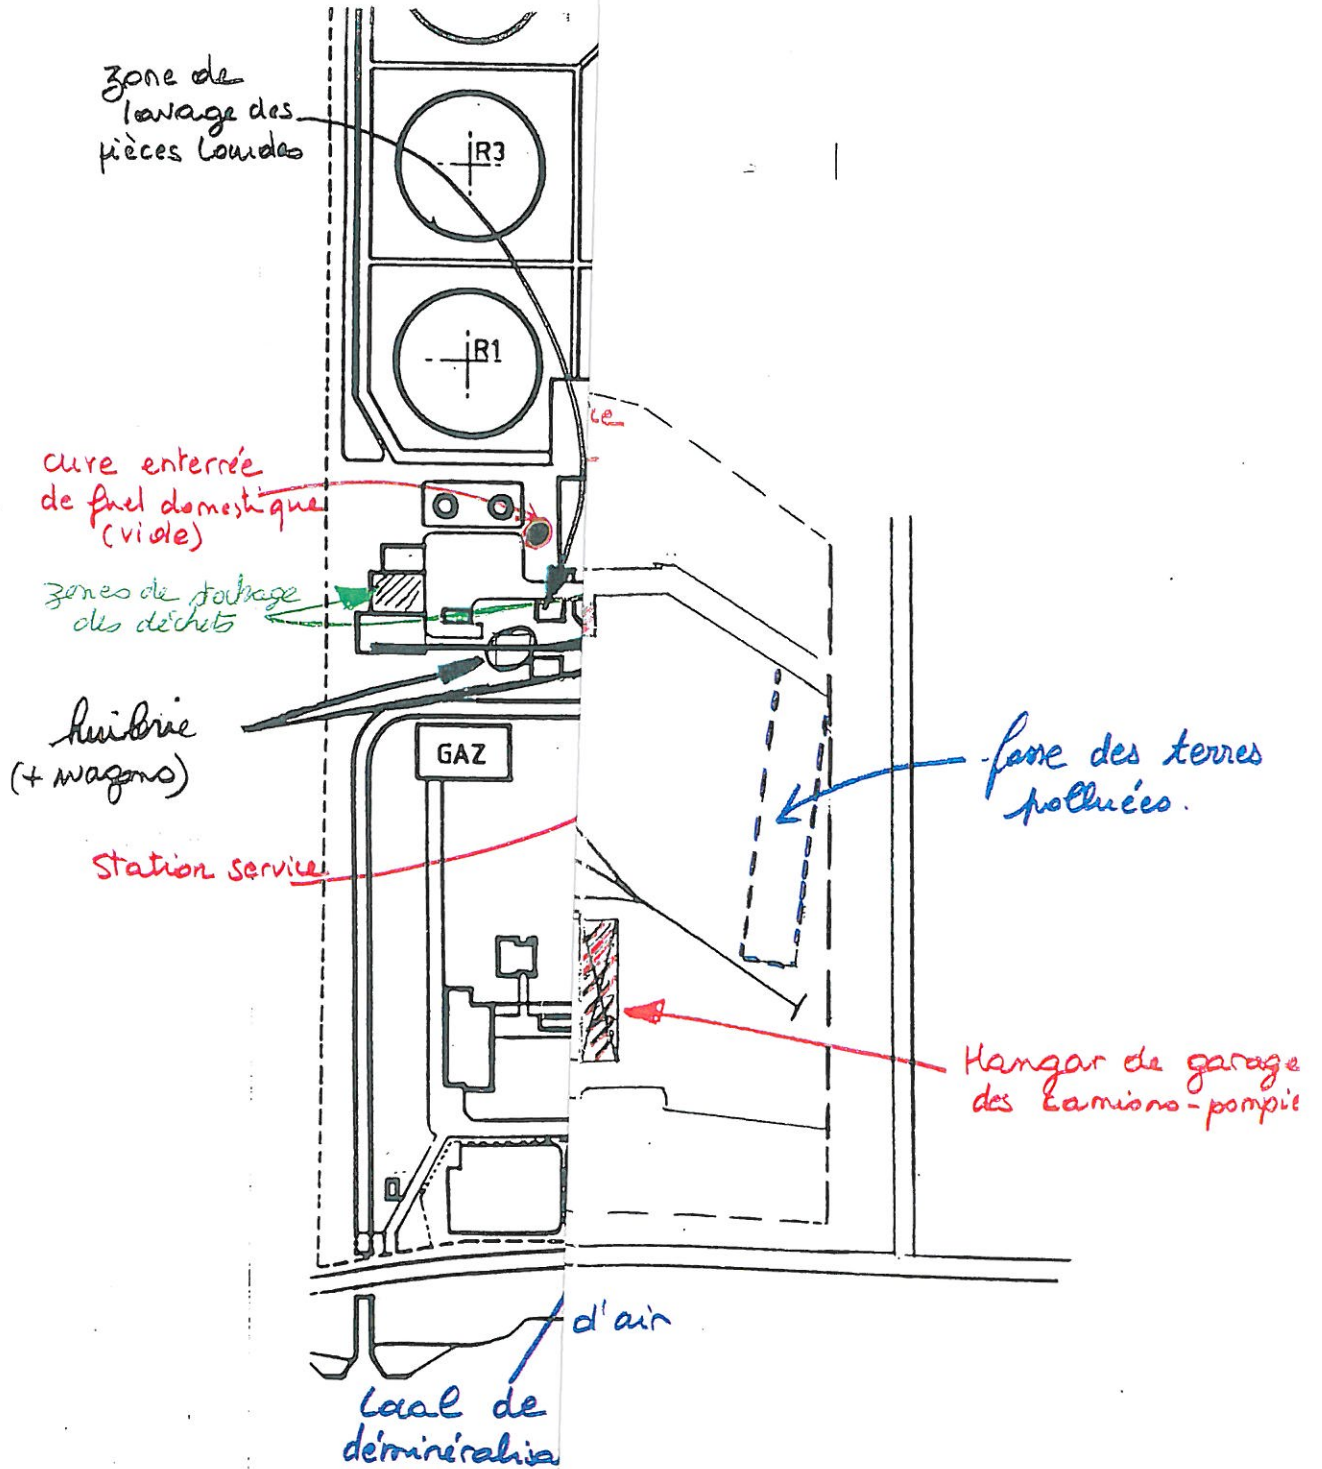 zone de
lavage des
pièces lourdes
R3
R1
ce
cuve enterrée
de fuel domestique
(vide)
zones de stockage
des déchets
huilerie
(+ wagons)
GAZ
fosse des terres
polluées.
Station service
Hangar de garage
des camions-pompie
d'air
Local de
déminéralisa